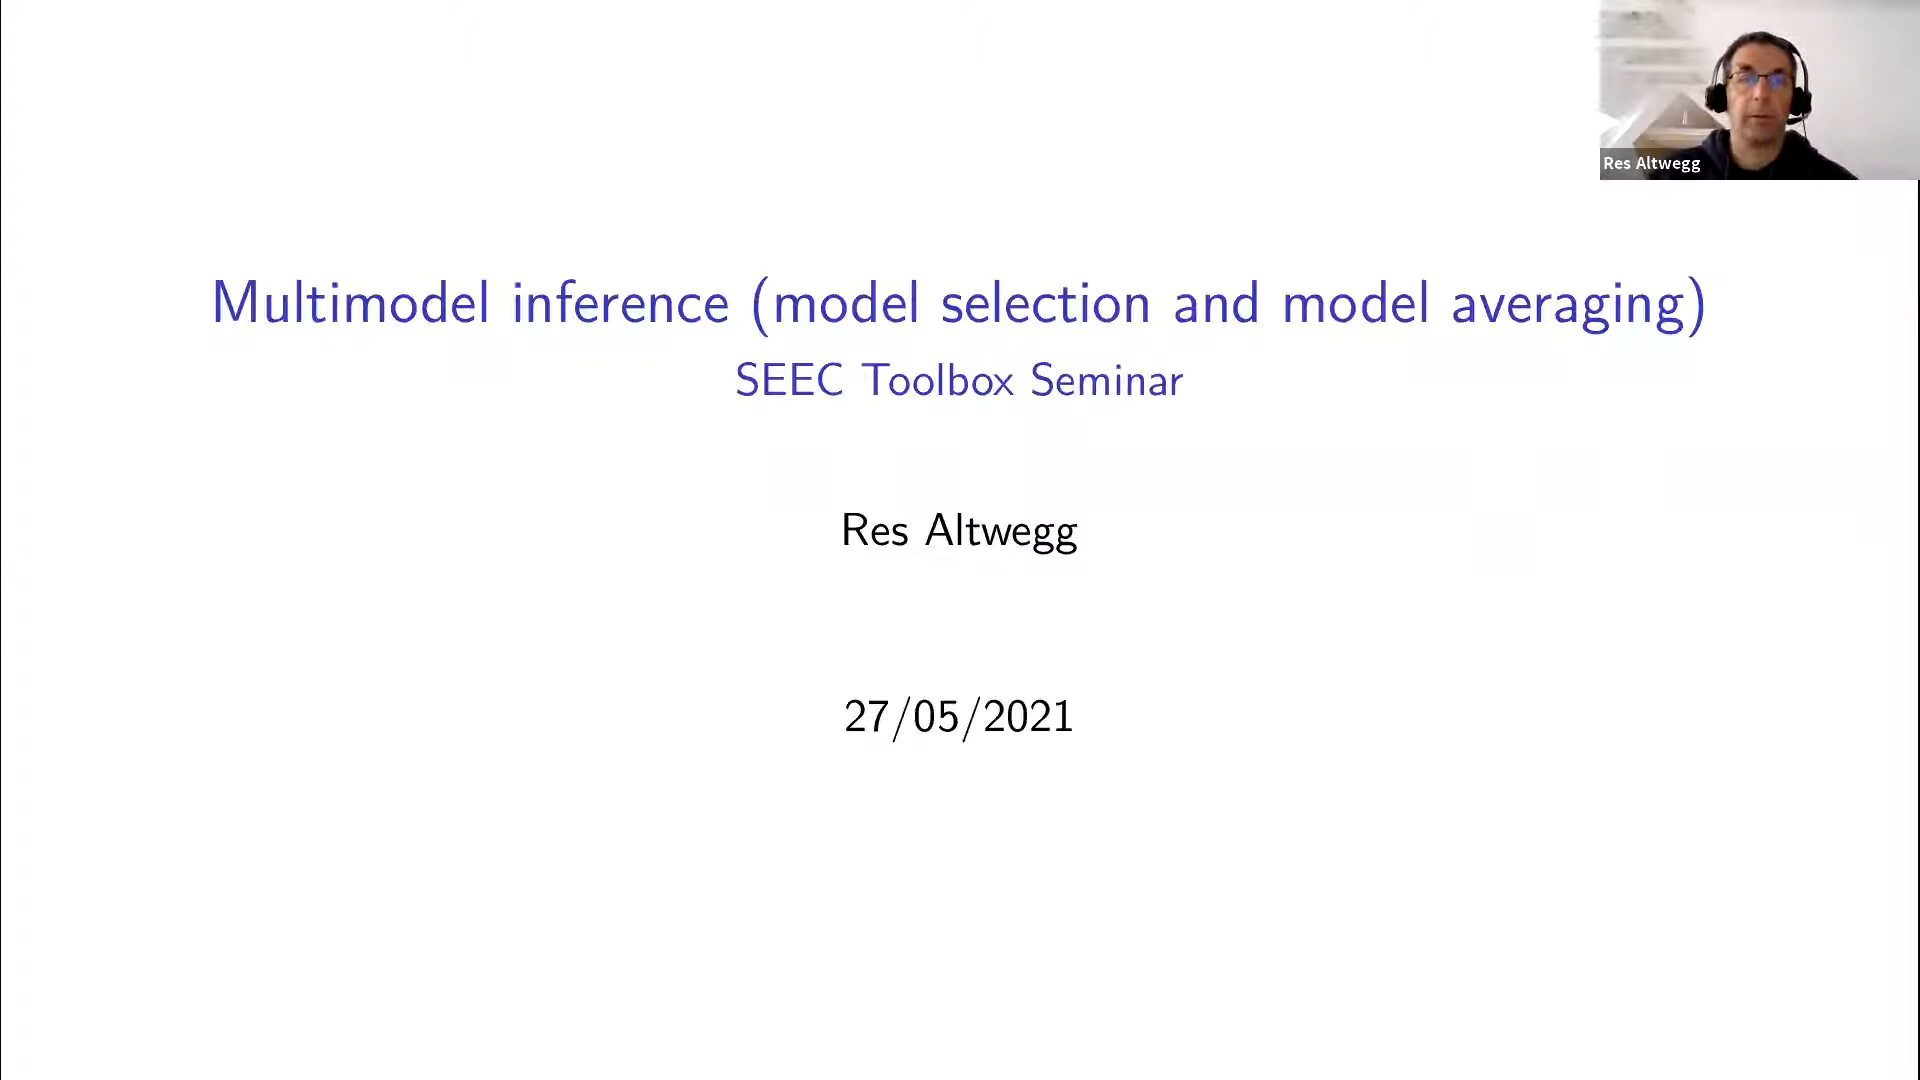 Res Altwegg
Multimodel inference (model selection and model averaging)
SEEC Toolbox Seminar
Res Altwegg
27/05/2021